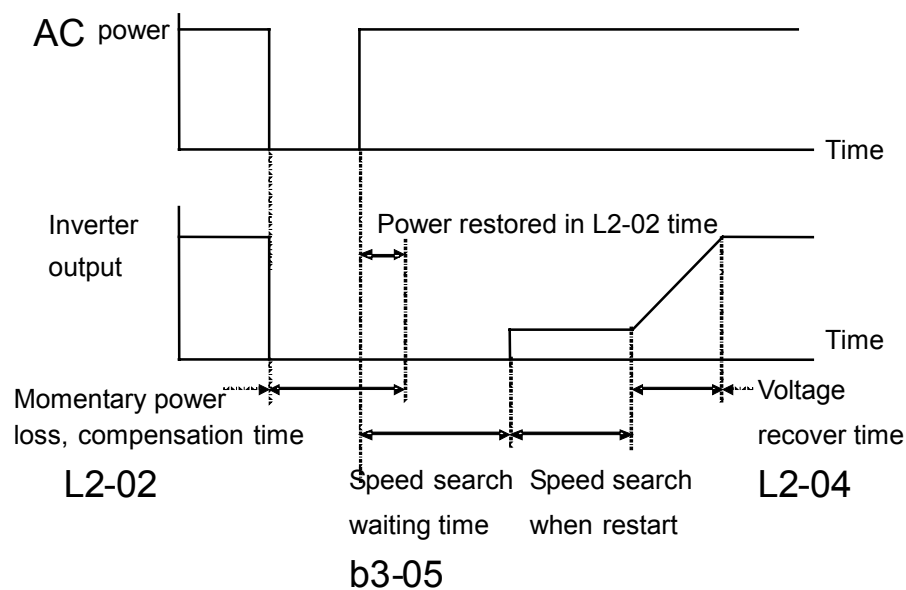 AC power
Time
Inverter
output
Power restored in L2-02 time
Time
Momentary power
loss, compensation time
L2-02
Voltage
recover time
L2-04
Speed search
waiting time
b3-05
Speed search
when restart